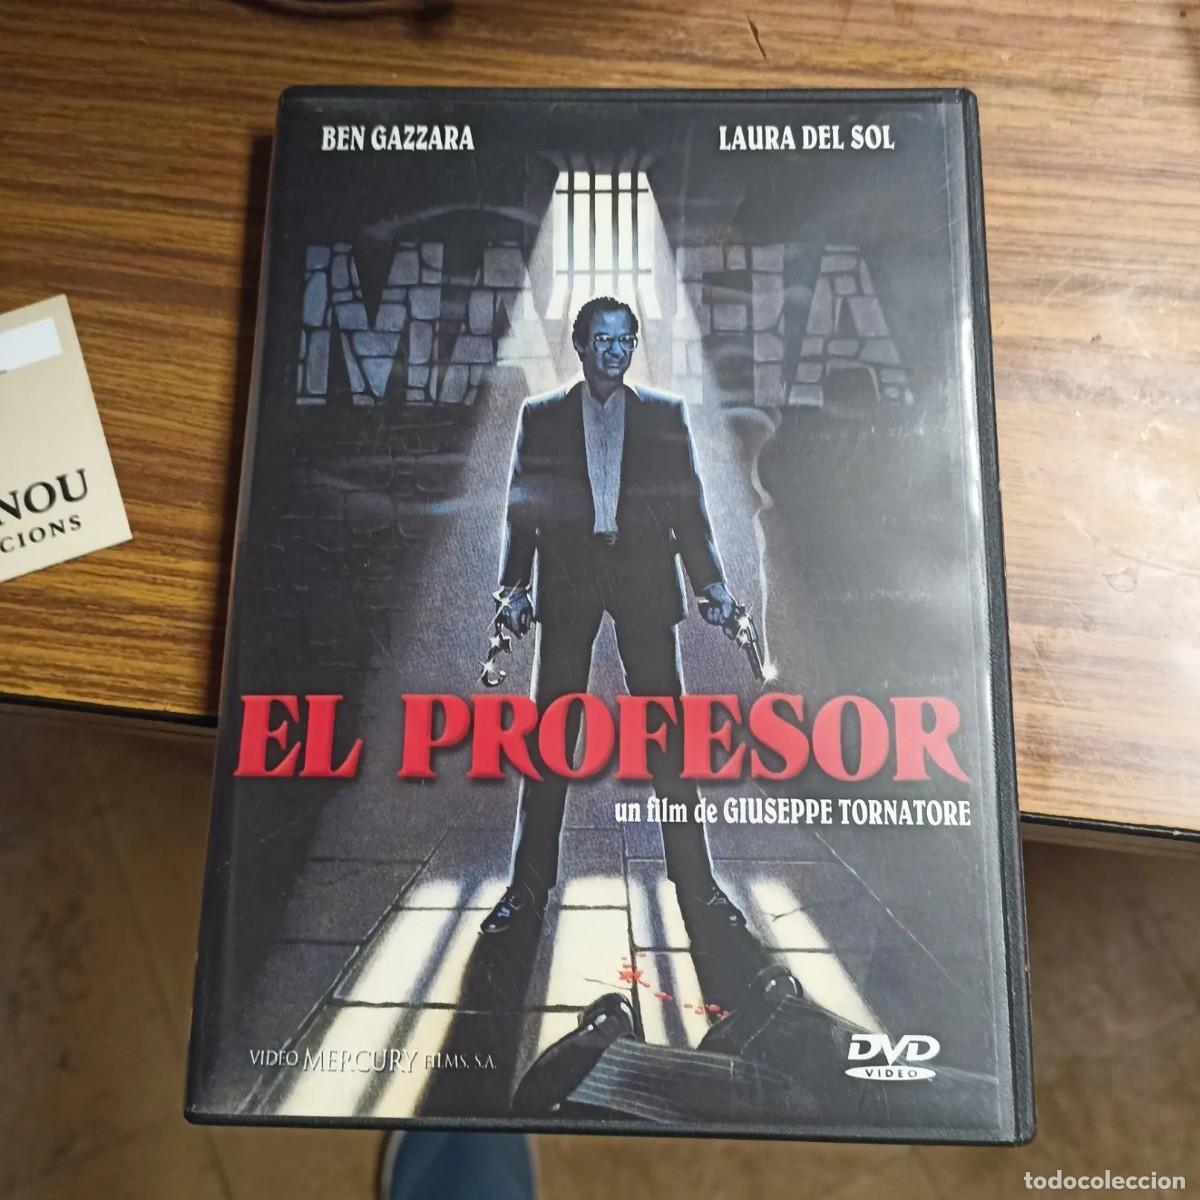 BEN GAZZARA
LAURA DEL SOL
MAFIA
NOU
CIONS
EL PROFESOR
un film de GIUSEPPE TORNATORE
VIDEO MERCURY FILMS, S.A.
DVD
VIDEO
todocoleccion